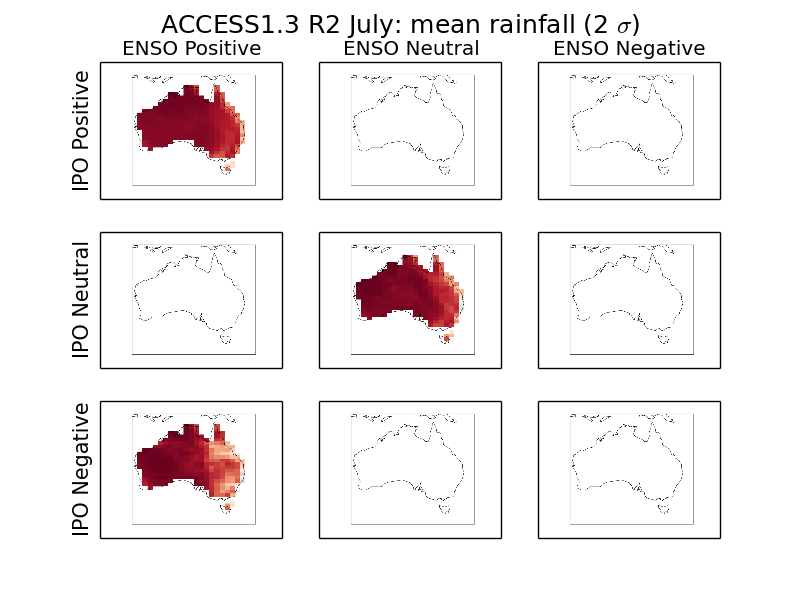 ACCESS1.3 R2 July: mean rainfall (2 σ)
ENSO Positive ENSO Neutral ENSO Negative
IPO Positive
IPO Neutral
IPO Negative